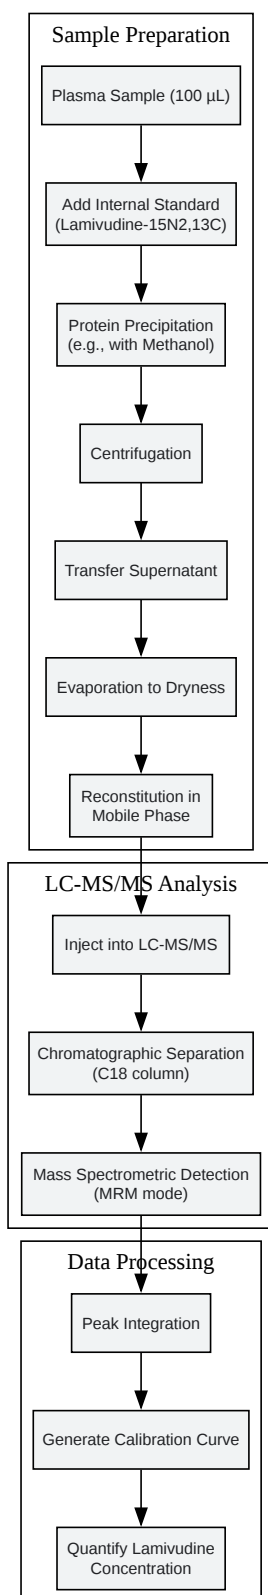 Sample Preparation
Plasma Sample (100 µL)
Add Internal Standard
(Lamivudine-15N2,13C)
Protein Precipitation
(e.g., with Methanol)
Centrifugation
Transfer Supernatant
Evaporation to Dryness
Reconstitution in
Mobile Phase
LC-MS/MS Analysis
Inject into LC-MS/MS
Chromatographic Separation
(C18 column)
Mass Spectrometric Detection
(MRM mode)
Data Processing
Peak Integration
Generate Calibration Curve
Quantify Lamivudine
Concentration